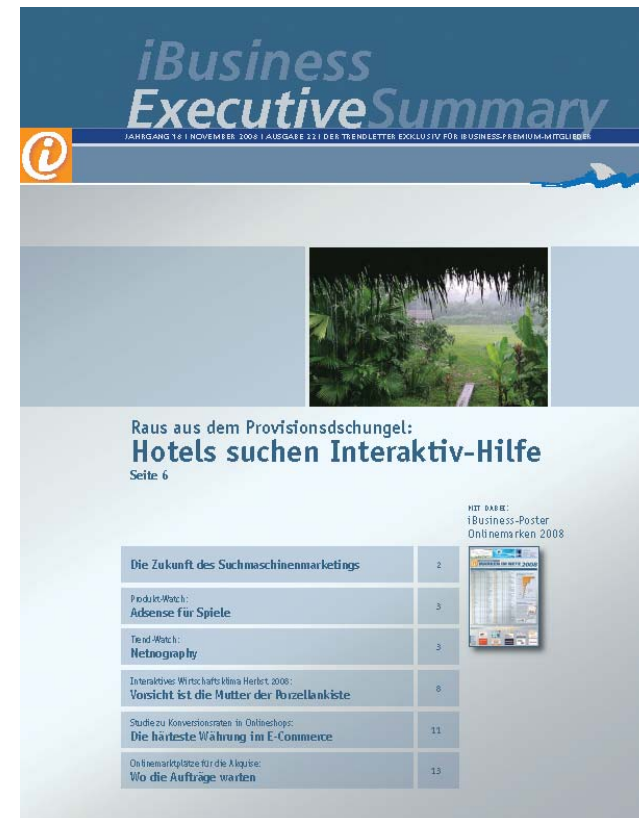 iBusiness
ExecutiveSummary
JAHRGANG 18 I NOVEMBER 2008 I AUSGABE 22 I DER TRENDLETTER EXKLUSIV FÜR IBUSINESS-PREMIUM-MITGLIEDER
i
Raus aus dem Provisionsdschungel:
Hotels suchen Interaktiv-Hilfe
Seite 6
MIT DABEI:
iBusiness-Poster
Onlinemarken 2008
Die Zukunft des Suchmaschinenmarketings 2
Produkt-Watch:
Adsense für Spiele 3
Trend-Watch:
Netnography 3
Interaktives Wirtschaftsklima Herbst 2008:
Vorsicht ist die Mutter der Porzellankiste 8
Studie zu Konversionsraten in Onlineshops:
Die härteste Währung im E-Commerce 11
Onlinemarktplätze für die Akquise:
Wo die Aufträge warten 13